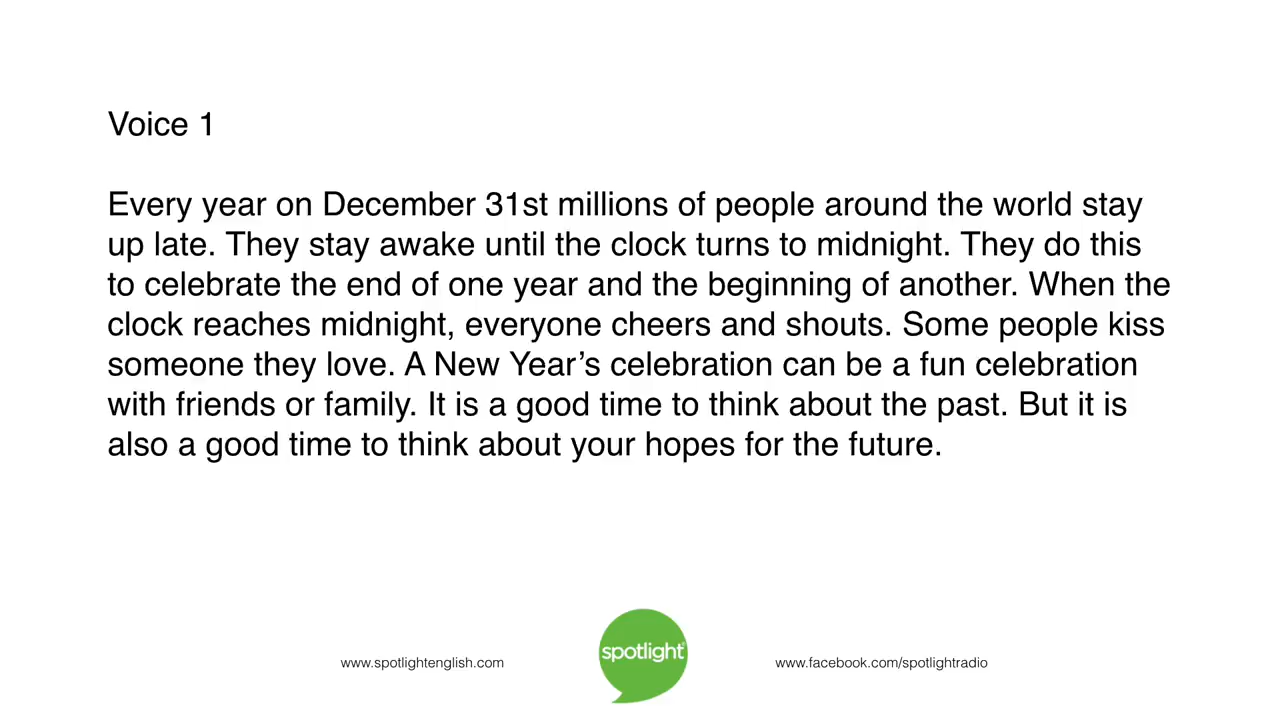 Voice 1
Every year on December 31st millions of people around the world stay
up late. They stay awake until the clock turns to midnight. They do this
to celebrate the end of one year and the beginning of another. When the
clock reaches midnight, everyone cheers and shouts. Some people kiss
someone they love. A New Year’s celebration can be a fun celebration
with friends or family. It is a good time to think about the past. But it is
also a good time to think about your hopes for the future.
www.spotlightenglish.com
spotlight
www.facebook.com/spotlightradio